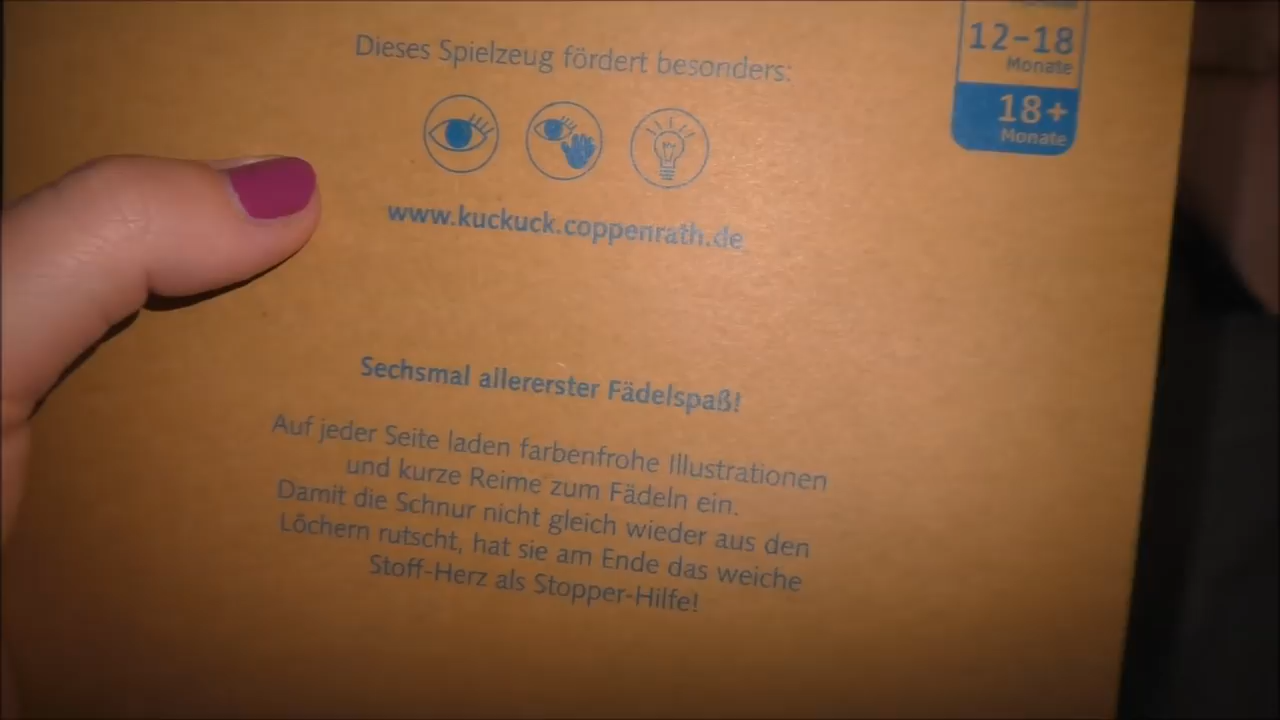 Dieses Spielzeug fördert besonders:
12-18
Monate
18+
Monate
www.kuckuck.coppenrath.de
Sechsmal allererster Fädelspaß!
Auf jeder Seite laden farbenfrohe Illustrationen
und kurze Reime zum Fädeln ein.
Damit die Schnur nicht gleich wieder aus den
Löchern rutscht, hat sie am Ende das weiche
Stoff-Herz als Stopper-Hilfe!